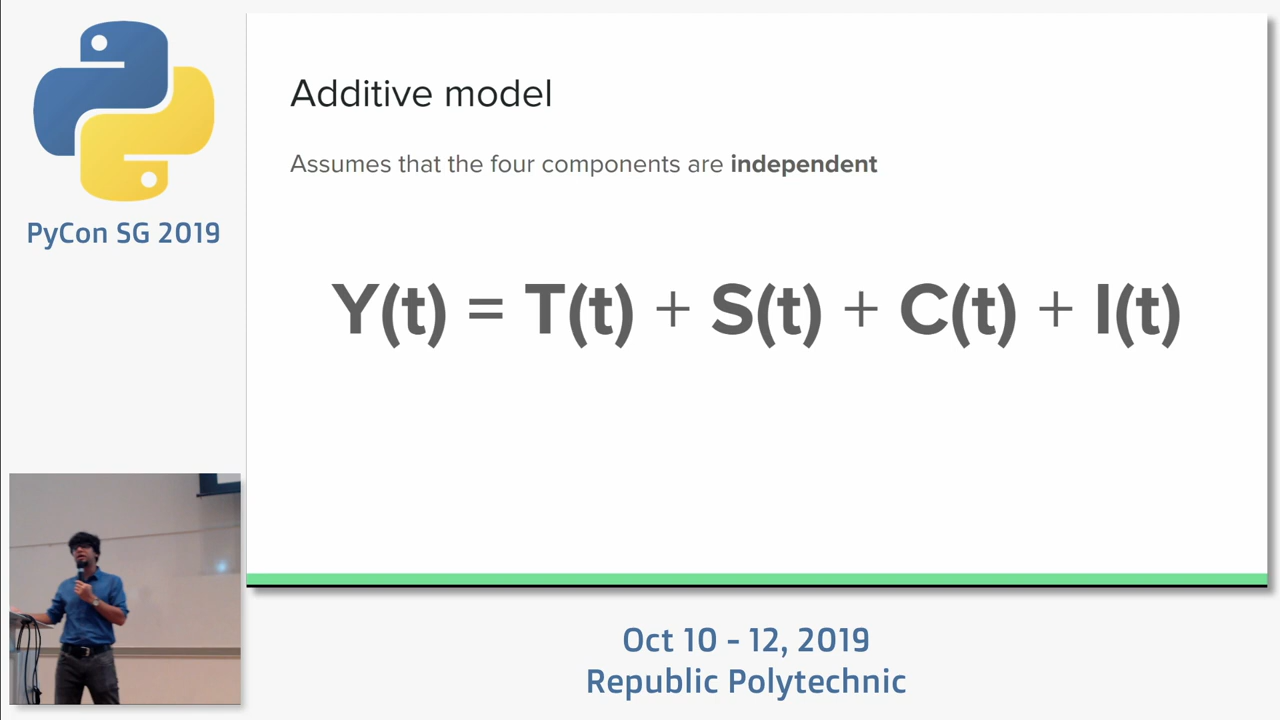 PyCon SG 2019
Additive model
Assumes that the four components are independent
Y(t) = T(t) + S(t) + C(t) + I(t)
Oct 10 - 12, 2019
Republic Polytechnic